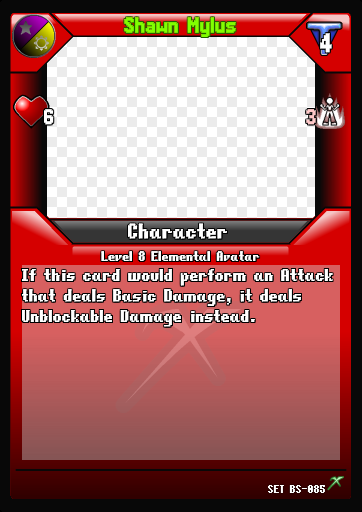 Shawn Mylus
4
6
3
Character
Level 8 Elemental Avatar
If this card would perform an Attack
that deals Basic Damage, it deals
Unblockable Damage instead.
SET BS-085